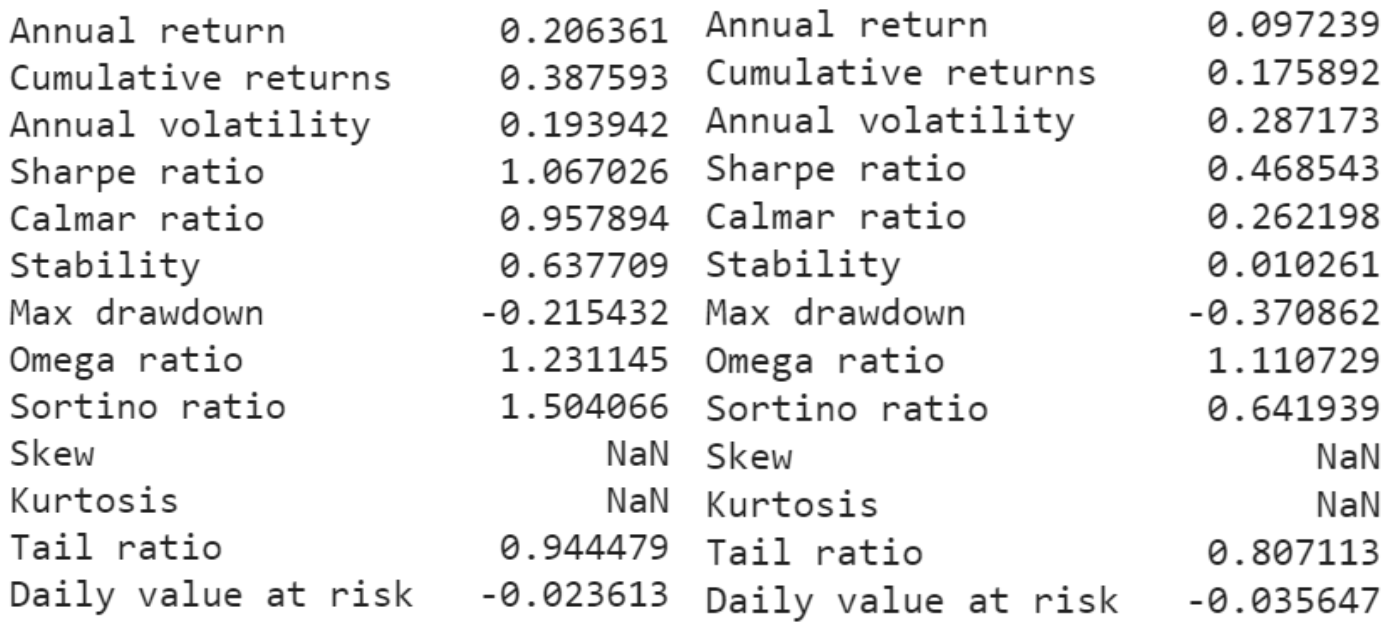 Annual return 0.206361
Cumulative returns 0.387593
Annual volatility 0.193942
Sharpe ratio 1.067026
Calmar ratio 0.957894
Stability 0.637709
Max drawdown -0.215432
Omega ratio 1.231145
Sortino ratio 1.504066
Skew NaN
Kurtosis NaN
Tail ratio 0.944479
Daily value at risk -0.023613
Annual return 0.097239
Cumulative returns 0.175892
Annual volatility 0.287173
Sharpe ratio 0.468543
Calmar ratio 0.262198
Stability 0.010261
Max drawdown -0.370862
Omega ratio 1.110729
Sortino ratio 0.641939
Skew NaN
Kurtosis NaN
Tail ratio 0.807113
Daily value at risk -0.035647